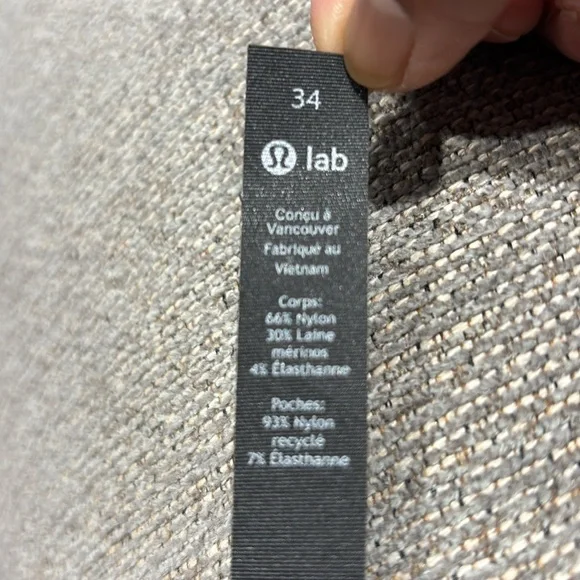 34
lab
Conçu à
Vancouver
Fabriqué au
Vietnam
Corps:
66% Nylon
30% Laine
mérinos
4% Élasthanne
Poches:
93% Nylon
recyclé
7% Élasthanne